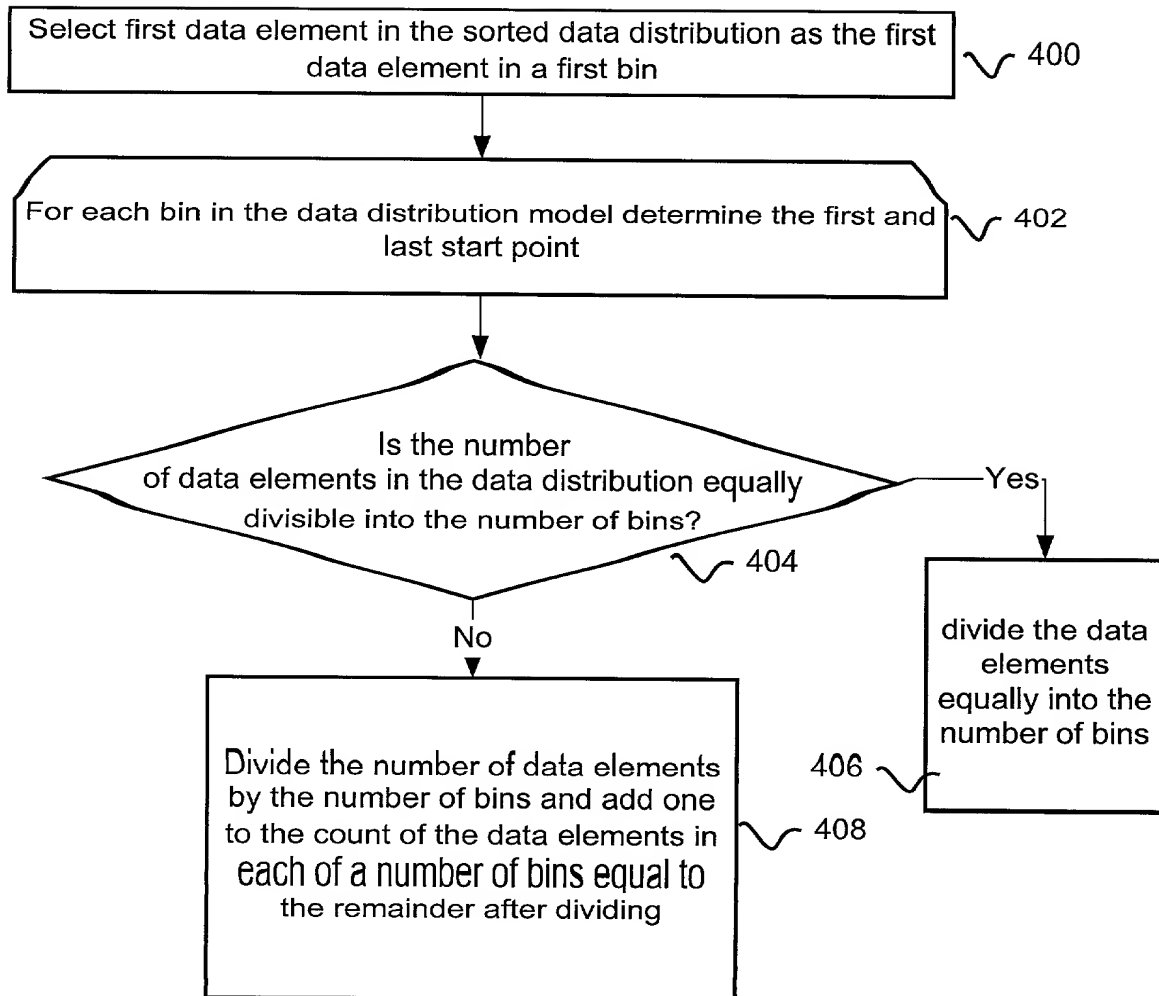 Select first data element in the sorted data distribution as the first
data element in a first bin
400
For each bin in the data distribution model determine the first and
last start point
402
Is the number
of data elements in the data distribution equally
divisible into the number of bins?
404
Yes
No
divide the data
elements
equally into the
number of bins
406
Divide the number of data elements
by the number of bins and add one
to the count of the data elements in
each of a number of bins equal to
the remainder after dividing
408